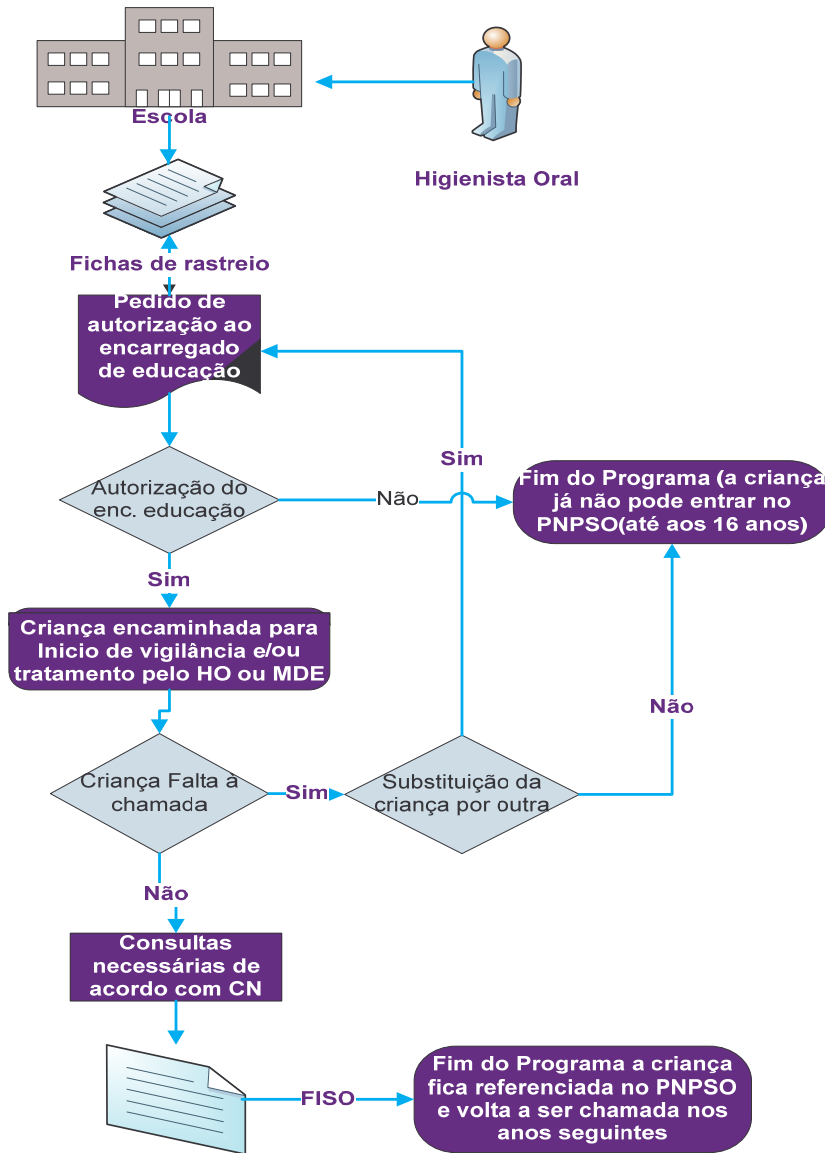 Escola
Higienista Oral
Fichas de rastreio
Pedido de
autorização ao
encarregado
de educação
Sim
Autorização do
enc. educação
Não
Fim do Programa (a criança
já não pode entrar no
PNPSO(até aos 16 anos)
Sim
Criança encaminhada para
Inicio de vigilância e/ou
tratamento pelo HO ou MDE
Não
Criança Falta à
chamada
Sim
Substituição da
criança por outra
Não
Consultas
necessárias de
acordo com CN
FISO
Fim do Programa a criança
fica referenciada no PNPSO
e volta a ser chamada nos
anos seguintes